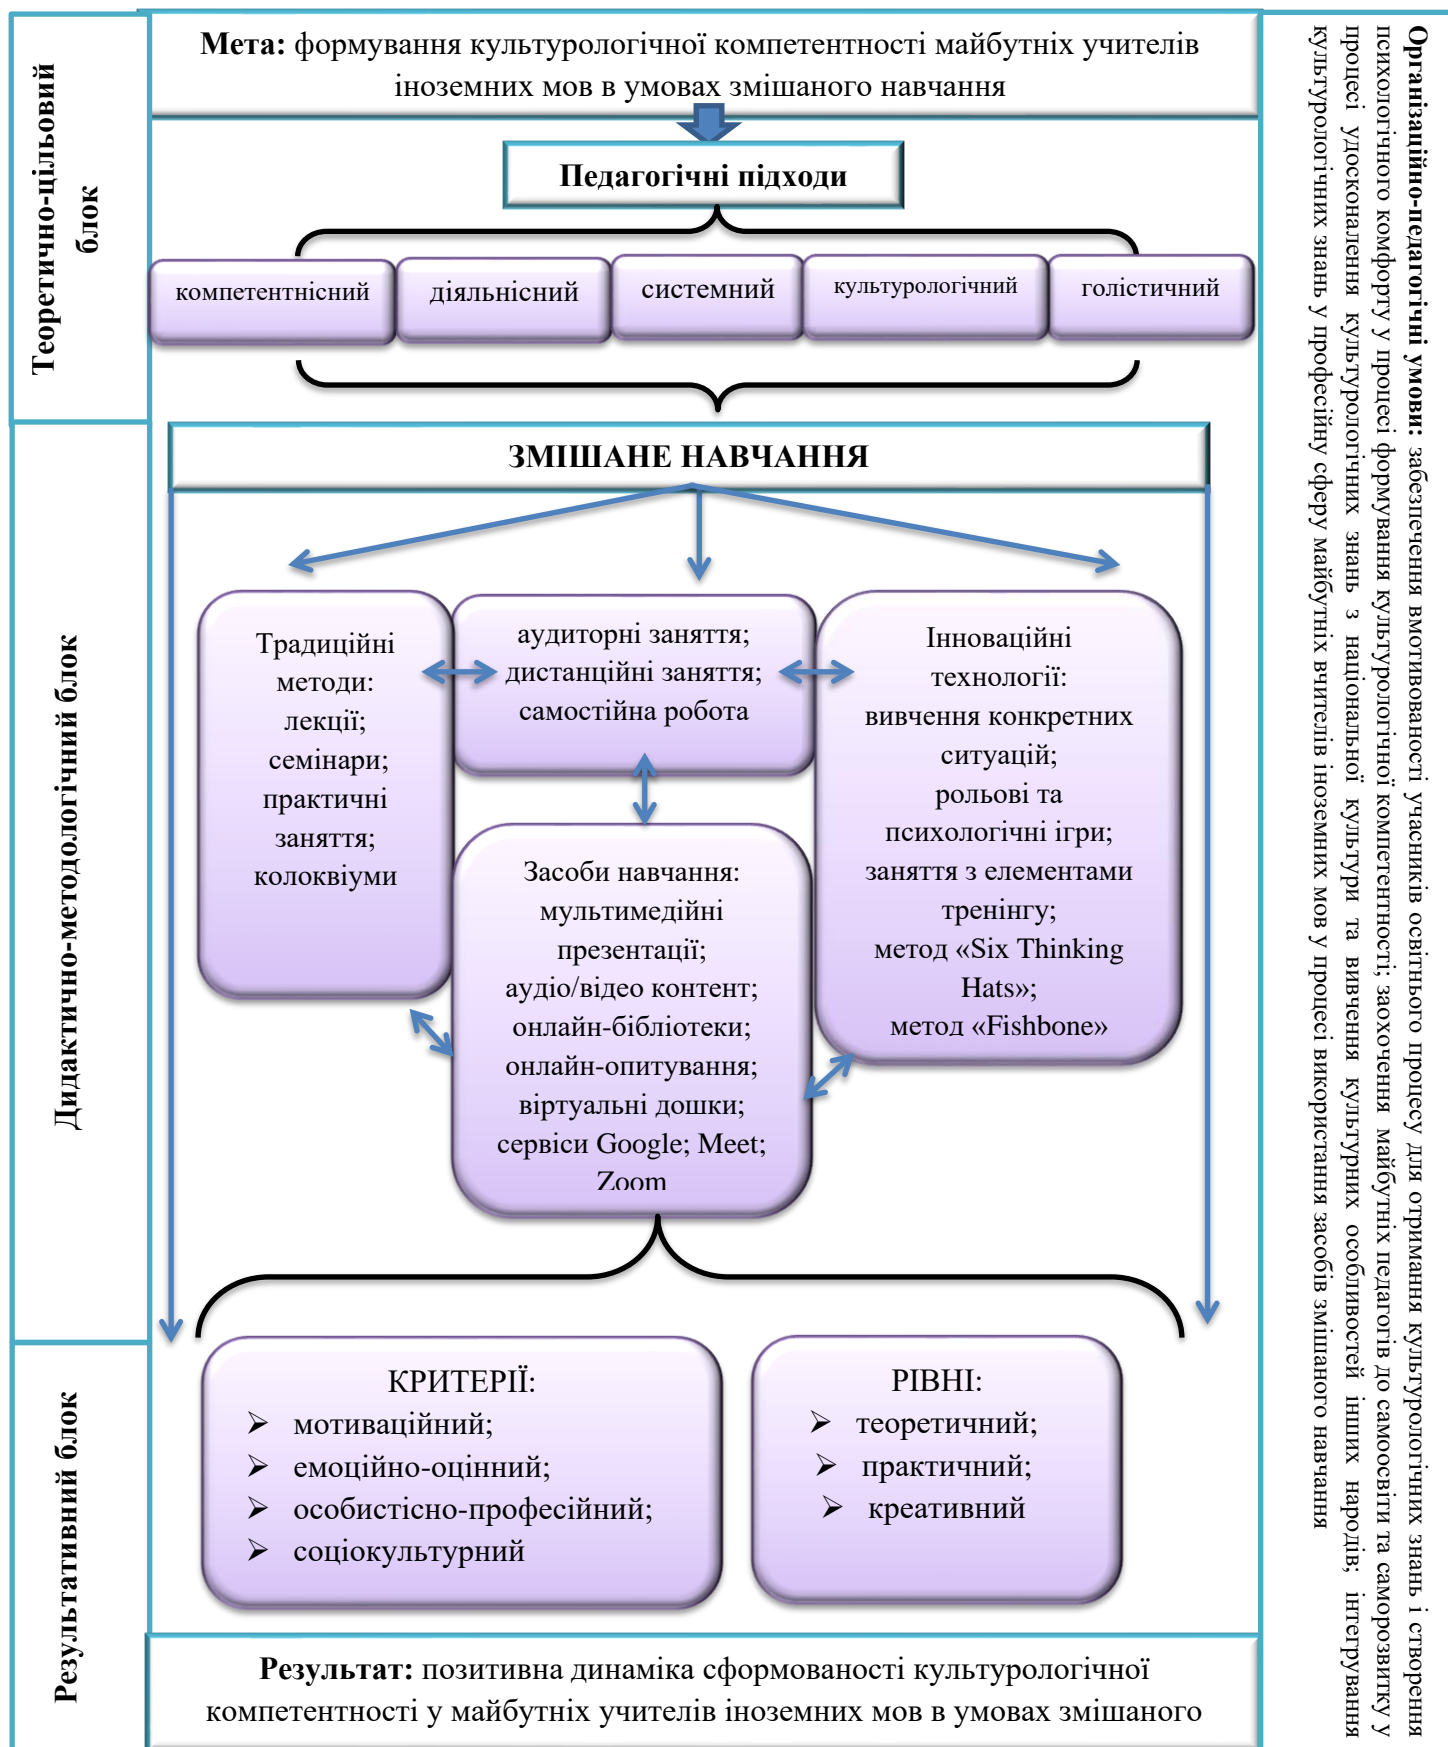 Теоретично-цільовий
блок
Мета: формування культурологічної компетентності майбутніх учителів
іноземних мов в умовах змішаного навчання
Педагогічні підходи
компетентнісний
діяльнісний
системний
культурологічний
голістичний
Дидактично-методологічний блок
ЗМІШАНЕ НАВЧАННЯ
Традиційні
методи:
лекції;
семінари;
практичні
заняття;
колоквіуми
аудиторні заняття;
дистанційні заняття;
самостійна робота
Інноваційні
технології:
вивчення конкретних
ситуацій;
рольові та
психологічні ігри;
заняття з елементами
тренінгу;
метод «Six Thinking
Hats»;
метод «Fishbone»
Засоби навчання:
мультимедійні
презентації;
аудіо/відео контент;
онлайн-бібліотеки;
онлайн-опитування;
віртуальні дошки;
сервіси Google; Meet;
Zoom
Результативний блок
КРИТЕРІЇ:
➢ мотиваційний;
➢ емоційно-оцінний;
➢ особистісно-професійний;
➢ соціокультурний
РІВНІ:
➢ теоретичний;
➢ практичний;
➢ креативний
Результат: позитивна динаміка сформованості культурологічної
компетентності у майбутніх учителів іноземних мов в умовах змішаного
Організаційно-педагогічні умови: забезпечення вмотивованості учасників освітнього процесу для отримання культурологічних знань і створення
психологічного комфорту у процесі формування культурологічної компетентності; заохочення майбутніх педагогів до самоосвіти та саморозвитку у
процесі удосконалення культурологічних знань з національної культури та вивчення культурних особливостей інших народів; інтегрування
культурологічних знань у професійну сферу майбутніх вчителів іноземних мов у процесі використання засобів змішаного навчання